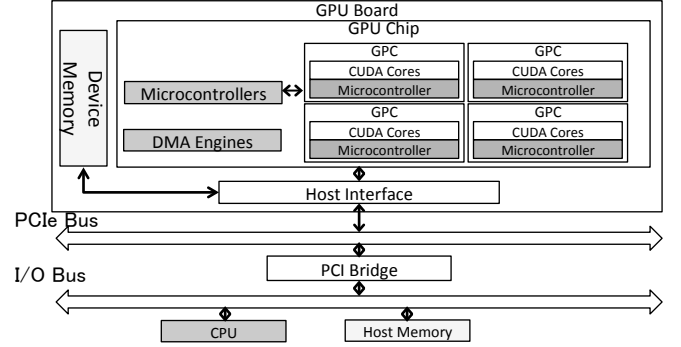 GPU Board
GPU Chip
Device
Memory
Microcontrollers
DMA Engines
GPC
CUDA Cores
Microcontroller
GPC
CUDA Cores
Microcontroller
GPC
CUDA Cores
Microcontroller
GPC
CUDA Cores
Microcontroller
Host Interface
PCIe Bus
PCI Bridge
I/O Bus
CPU
Host Memory